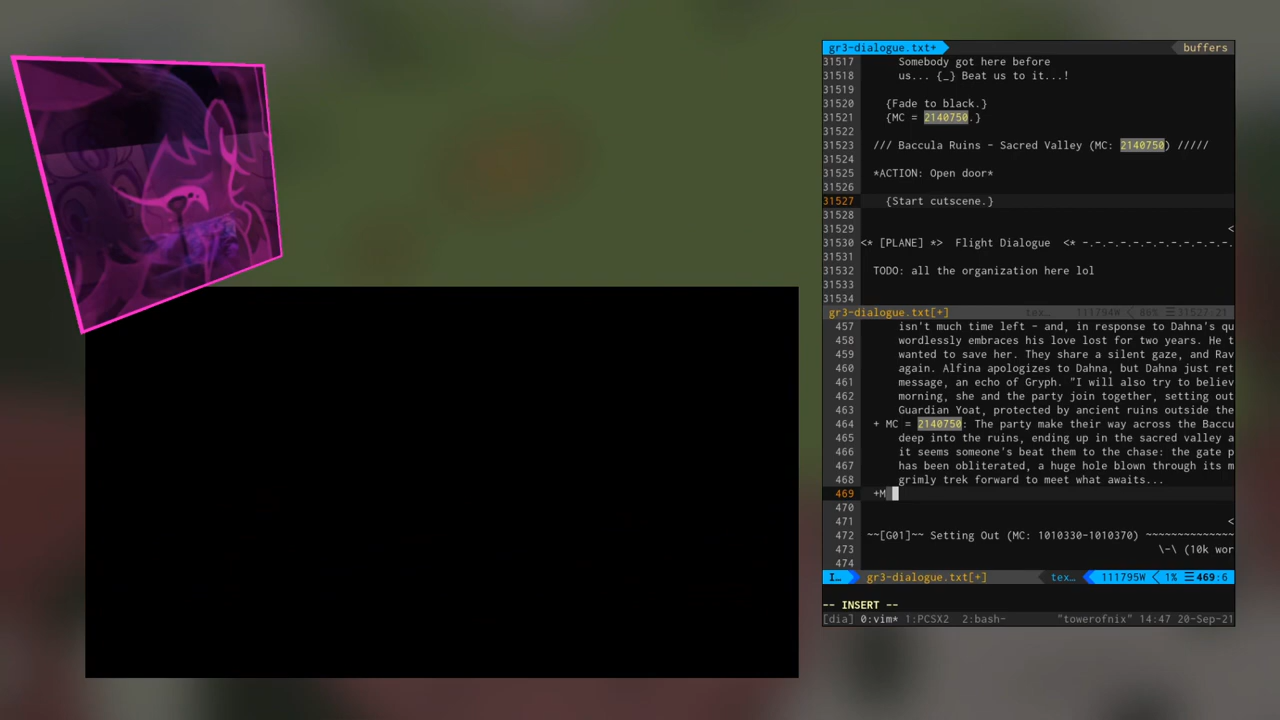 gr3-dialogue.txt+ buffers
31517 Somebody got here before
31518 us... {_} Beat us to it...!
31519
31520 {Fade to black.}
31521 {MC = 2140750.}
31522
31523 /// Baccula Ruins - Sacred Valley (MC: 2140750) /////
31524
31525 *ACTION: Open door*
31526
31527 {Start cutscene.}
31528
31529 <
31530 <* [PLANE] *> Flight Dialogue <* -.-.-.-.-.-.-.-.-.-.-.-.
31531
31532 TODO: all the organization here lol
31533
31534
gr3-dialogue.txt[+] tex… 111794W 86% ☰31527:21
457 isn't much time left - and, in response to Dahna's qu
458 wordlessly embraces his love lost for two years. He t
459 wanted to save her. They share a silent gaze, and Rav
460 again. Alfina apologizes to Dahna, but Dahna just ret
461 message, an echo of Gryph. "I will also try to believ
462 morning, she and the party join together, setting out
463 Guardian Yoat, protected by ancient ruins outside the
464 + MC = 2140750: The party make their way across the Baccu
465 deep into the ruins, ending up in the sacred valley a
466 it seems someone's beat them to the chase: the gate p
467 has been obliterated, a huge hole blown through its m
468 grimly trek forward to meet what awaits...
469 +M
470
471 <
472 ~~[G01]~~ Setting Out (MC: 1010330-1010370) ~~~~~~~~~~~~~~
473 \-\ (10k wor
474
I… gr3-dialogue.txt[+] tex… 111795W 1% ☰469:6
-- INSERT --
[dia] 0:vim* 1:PCSX2 2:bash- "towerofnix" 14:47 20-Sep-21